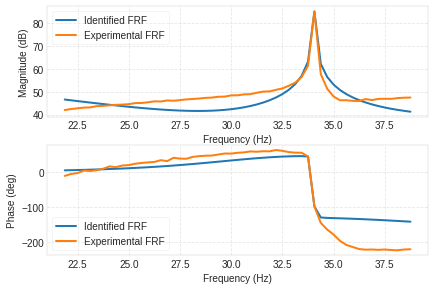 Magnitude (dB)
80
70
60
50
40
Identified FRF
Experimental FRF
22.5 25.0 27.5 30.0 32.5 35.0 37.5
Frequency (Hz)
Phase (deg)
0
−100
−200
Identified FRF
Experimental FRF
22.5 25.0 27.5 30.0 32.5 35.0 37.5
Frequency (Hz)